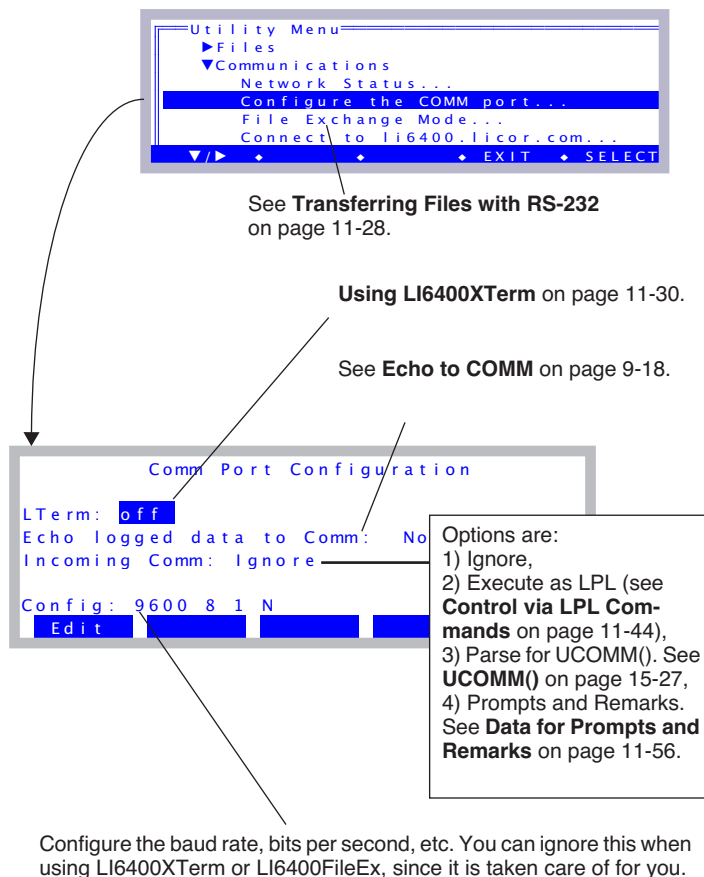 Utility Menu
►Files
▼Communications
Network Status...
Configure the COMM port...
File Exchange Mode...
Connect to li6400.licor.com...
▼/► ◆ ◆ ◆ EXIT ◆ SELECT
See Transferring Files with RS-232
on page 11-28.
Using LI6400XTerm on page 11-30.
See Echo to COMM on page 9-18.
Comm Port Configuration
LTerm: off
Echo logged data to Comm: No
Incoming Comm: Ignore
Config: 9600 8 1 N
Edit
Options are:
1) Ignore,
2) Execute as LPL (see
Control via LPL Com-
mands on page 11-44),
3) Parse for UCOMM(). See
UCOMM() on page 15-27,
4) Prompts and Remarks.
See Data for Prompts and
Remarks on page 11-56.
Configure the baud rate, bits per second, etc. You can ignore this when
using LI6400XTerm or LI6400FileEx, since it is taken care of for you.